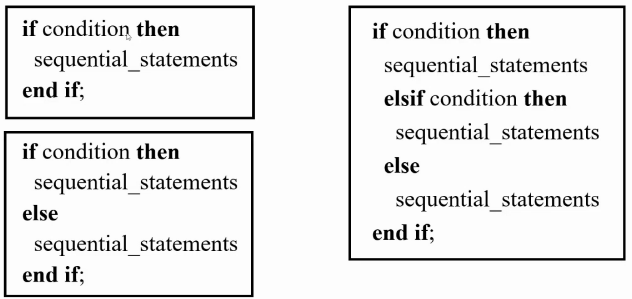 if condition then
sequential_statements
end if;
if condition then
sequential_statements
else
sequential_statements
end if;
if condition then
sequential_statements
elsif condition then
sequential_statements
else
sequential_statements
end if;